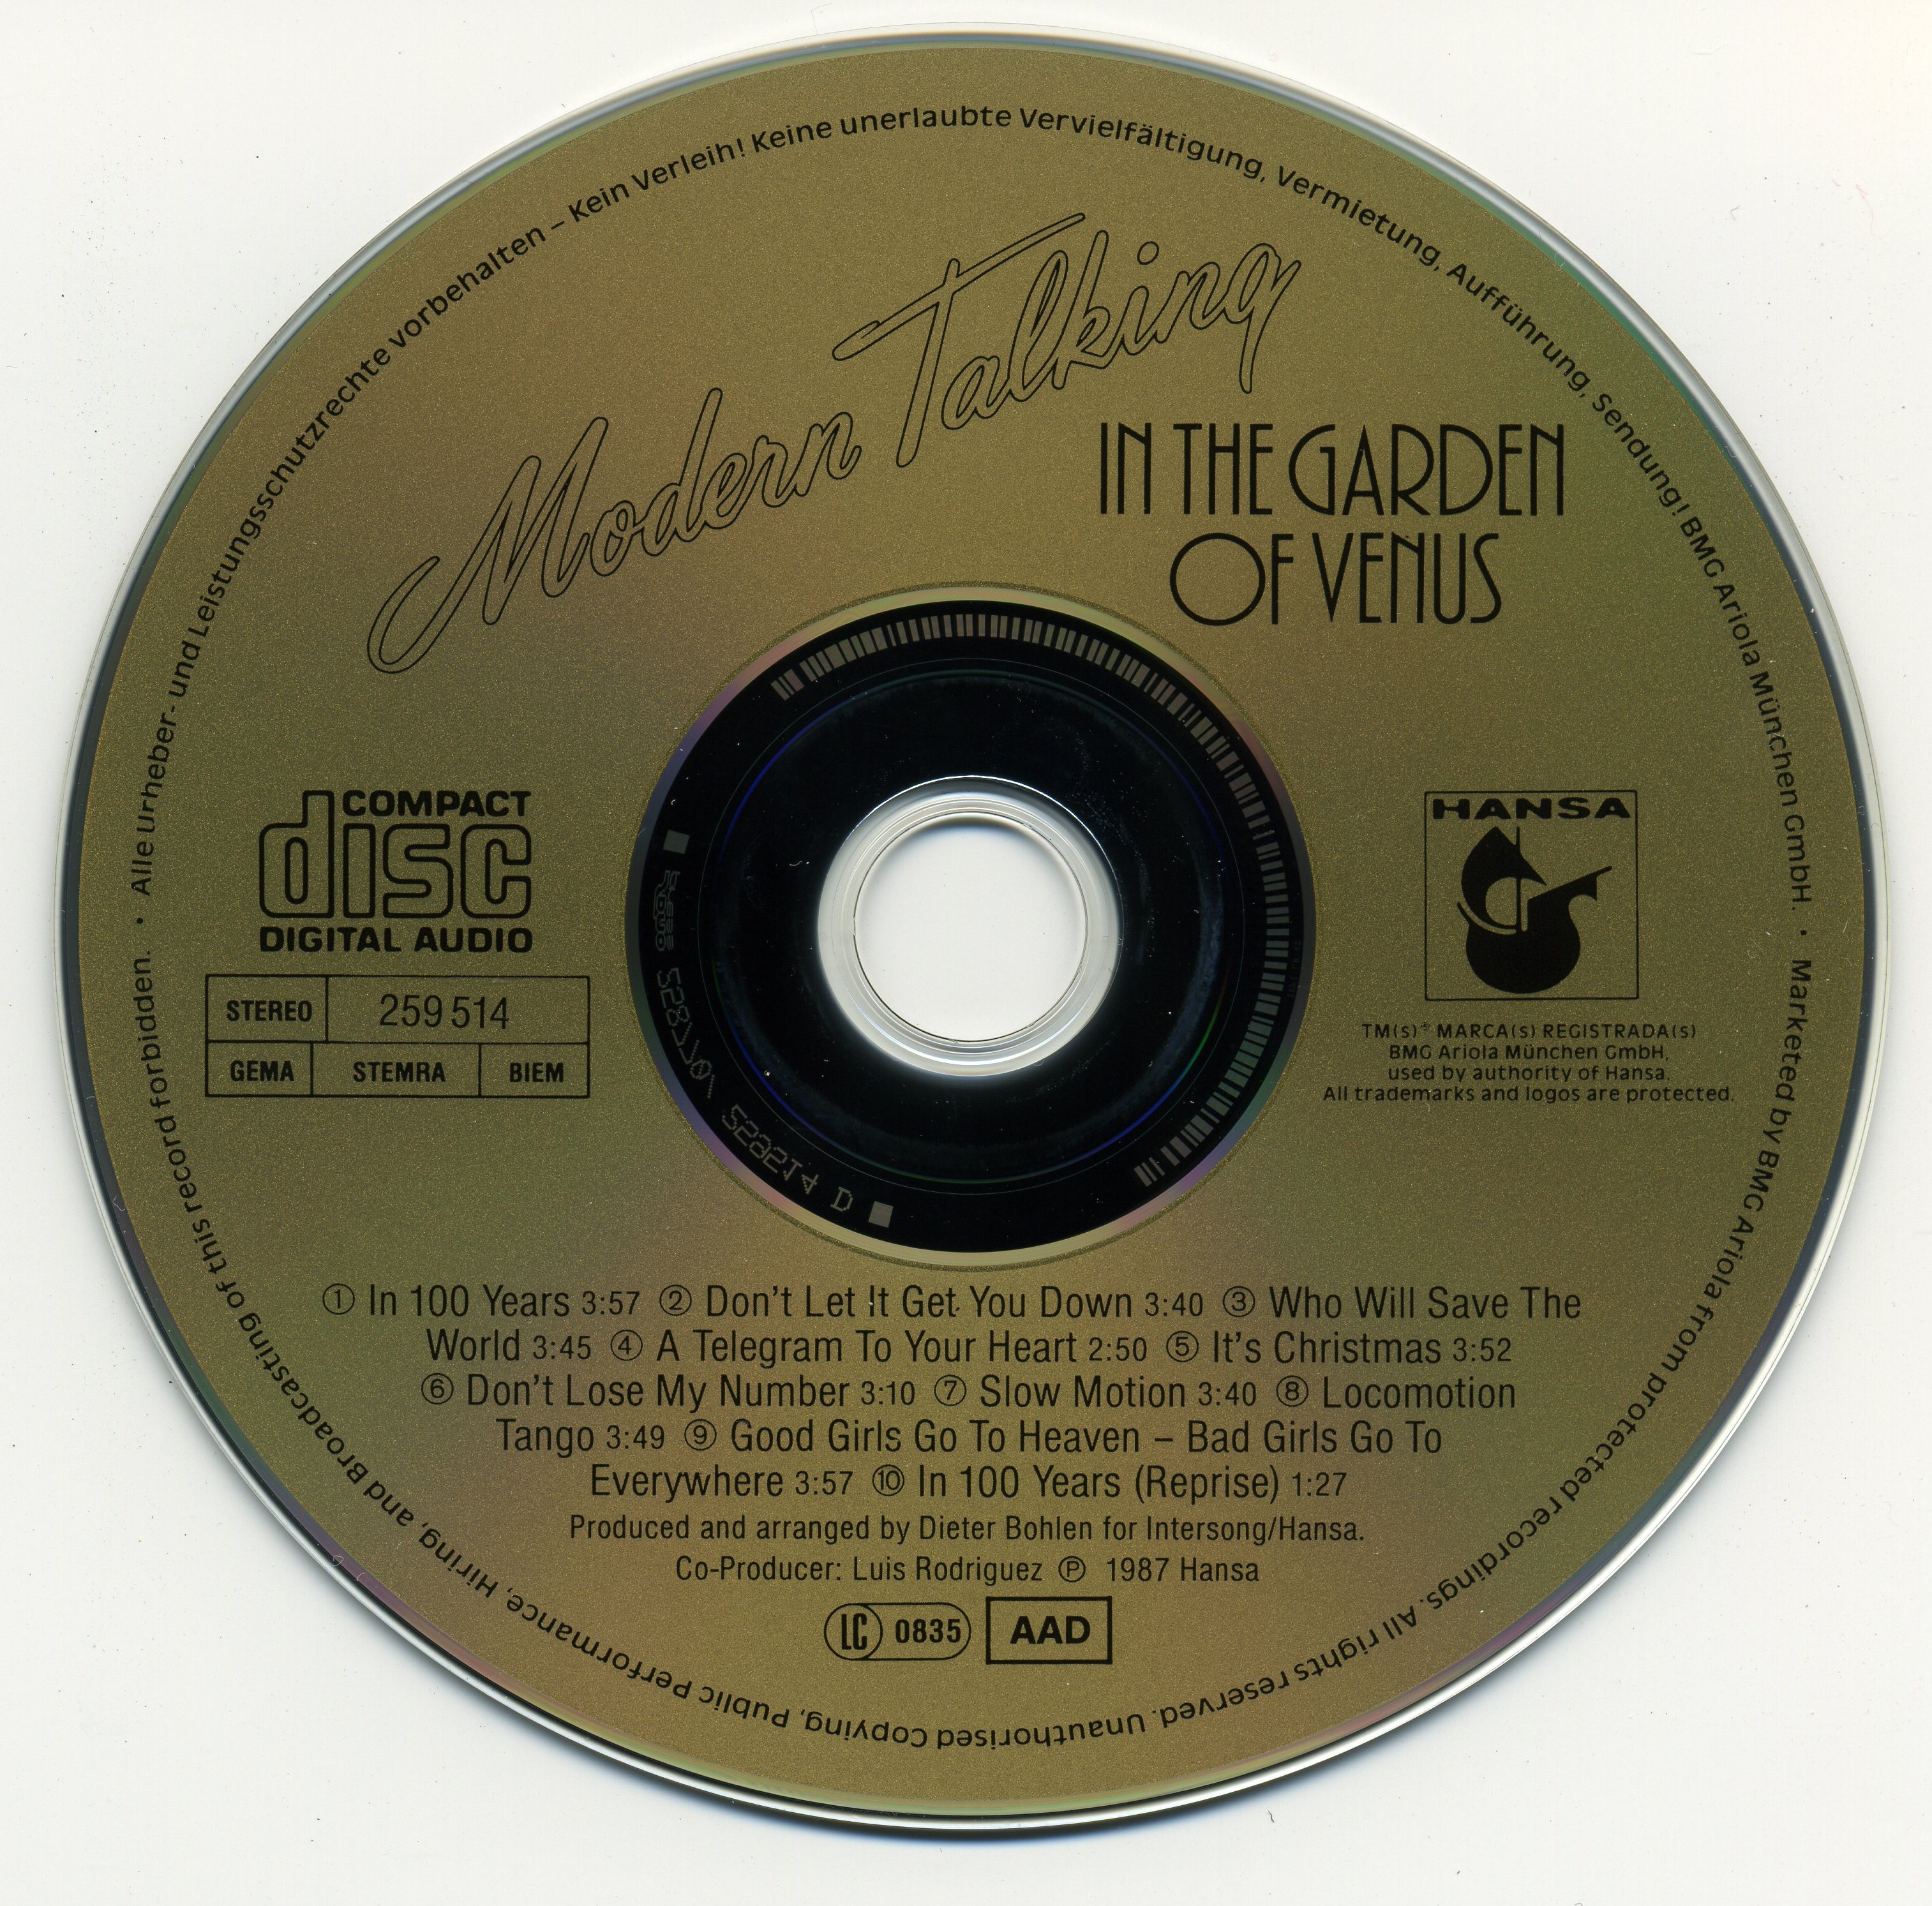 • Alle Urheber- und Leistungsschutzrechte vorbehalten – Kein Verleih! Keine unerlaubte Vervielfältigung, Vermietung, Aufführung, Sendung! BMG Ariola München GmbH.
• Marketed by BMG Ariola from protected recordings. All rights reserved. Unauthorised Copying, Public Performance, Hiring, and Broadcasting of this record forbidden.
Modern Talking
IN THE GARDEN
OF VENUS
COMPACT
disc
DIGITAL AUDIO
STEREO 259 514
GEMA STEMRA BIEM
HANSA
TM(s)® MARCA(s) REGISTRADA(s)
BMG Ariola München GmbH,
used by authority of Hansa.
All trademarks and logos are protected.
① In 100 Years 3:57 ② Don't Let It Get You Down 3:40 ③ Who Will Save The
World 3:45 ④ A Telegram To Your Heart 2:50 ⑤ It's Christmas 3:52
⑥ Don't Lose My Number 3:10 ⑦ Slow Motion 3:40 ⑧ Locomotion
Tango 3:49 ⑨ Good Girls Go To Heaven – Bad Girls Go To
Everywhere 3:57 ⑩ In 100 Years (Reprise) 1:27
Produced and arranged by Dieter Bohlen for Intersong/Hansa.
Co-Producer: Luis Rodriguez ℗ 1987 Hansa
LC 0835 AAD